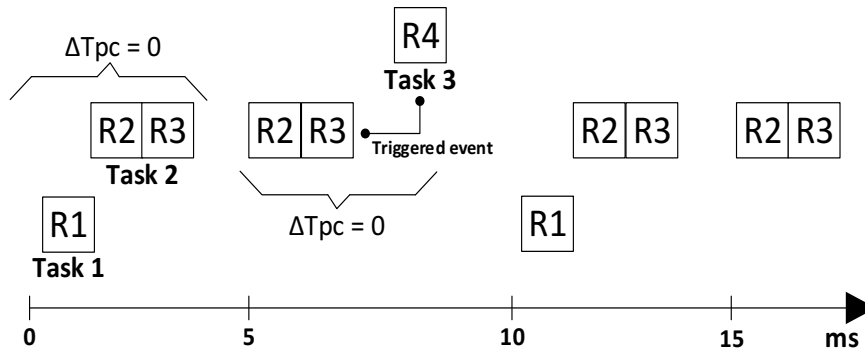 ΔTpc = 0
R4
Task 3
R2 R3
R2 R3
R2 R3
R2 R3
Triggered event
Task 2
R1
ΔTpc = 0
R1
Task 1
0 5 10 15 ms